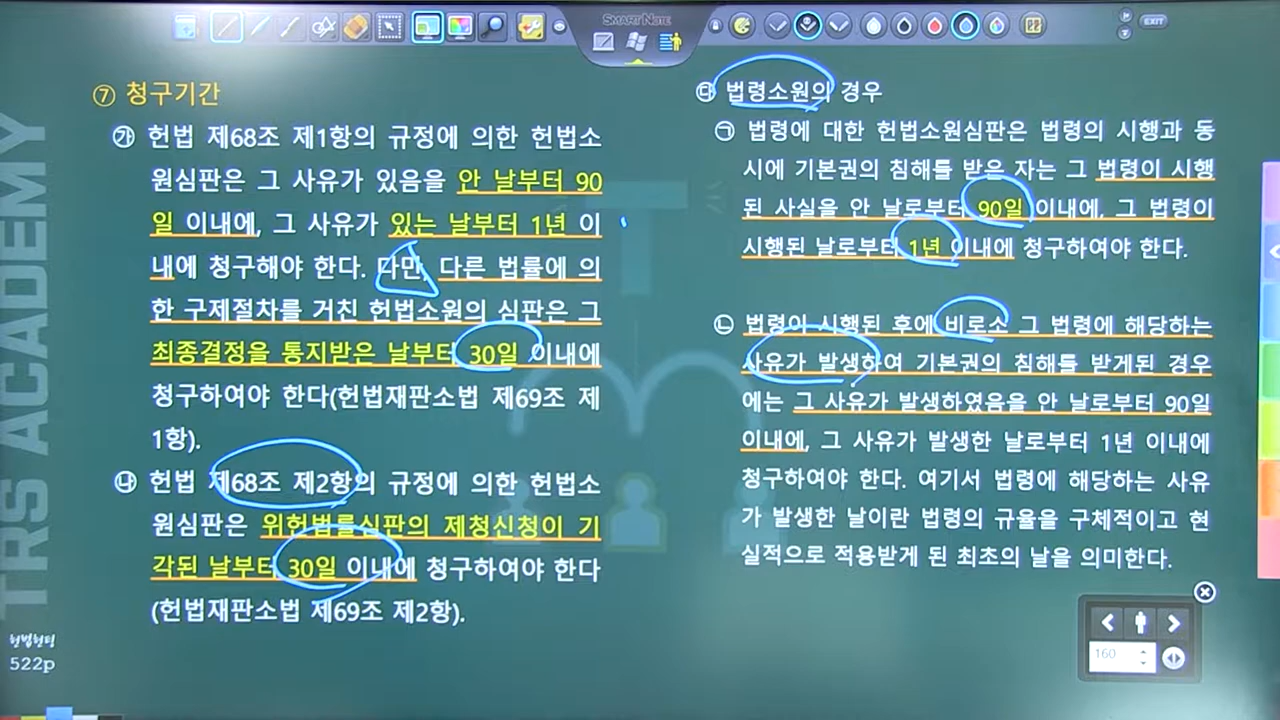 SMART NOTE
EXIT
⑦ 청구기간
㉮ 헌법 제68조 제1항의 규정에 의한 헌법소
원심판은 그 사유가 있음을 안 날부터 90
일 이내에, 그 사유가 있는 날부터 1년 이
내에 청구해야 한다. 다만, 다른 법률에 의
한 구제절차를 거친 헌법소원의 심판은 그
최종결정을 통지받은 날부터 30일 이내에
청구하여야 한다(헌법재판소법 제69조 제
1항).
㉯ 헌법 제68조 제2항의 규정에 의한 헌법소
원심판은 위헌법률심판의 제청신청이 기
각된 날부터 30일 이내에 청구하여야 한다
(헌법재판소법 제69조 제2항).
㉰ 법령소원의 경우
㉠ 법령에 대한 헌법소원심판은 법령의 시행과 동
시에 기본권의 침해를 받은 자는 그 법령이 시행
된 사실을 안 날로부터 90일 이내에, 그 법령이
시행된 날로부터 1년 이내에 청구하여야 한다.
㉡ 법령이 시행된 후에 비로소 그 법령에 해당하는
사유가 발생하여 기본권의 침해를 받게된 경우
에는 그 사유가 발생하였음을 안 날로부터 90일
이내에, 그 사유가 발생한 날로부터 1년 이내에
청구하여야 한다. 여기서 법령에 해당하는 사유
가 발생한 날이란 법령의 규율을 구체적이고 현
실적으로 적용받게 된 최초의 날을 의미한다.
TRS ACADEMY
헌법헌팅
522p
160